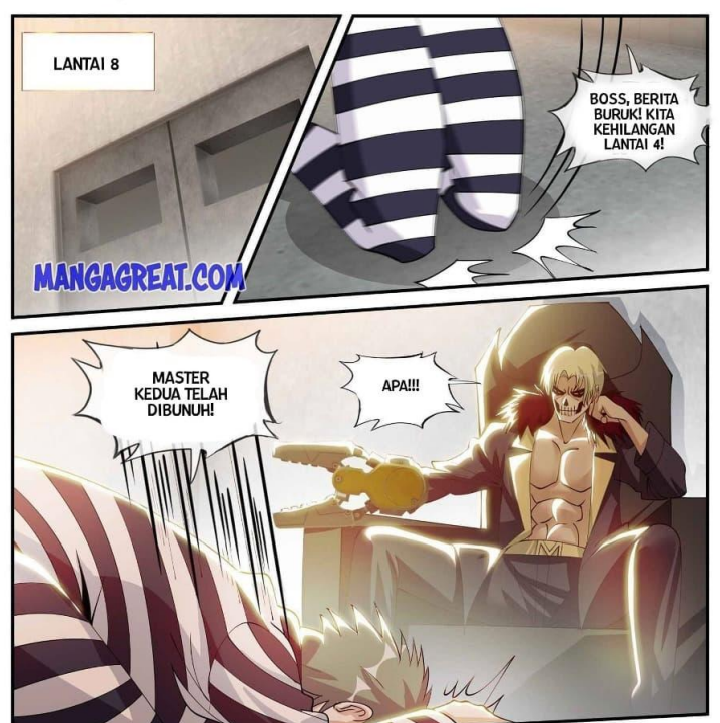 LANTAI 8
BOSS, BERITA
BURUK! KITA
KEHILANGAN
LANTAI 4!
MANGAGREAT.COM
MASTER
KEDUA TELAH
DIBUNUH!
APA!!!